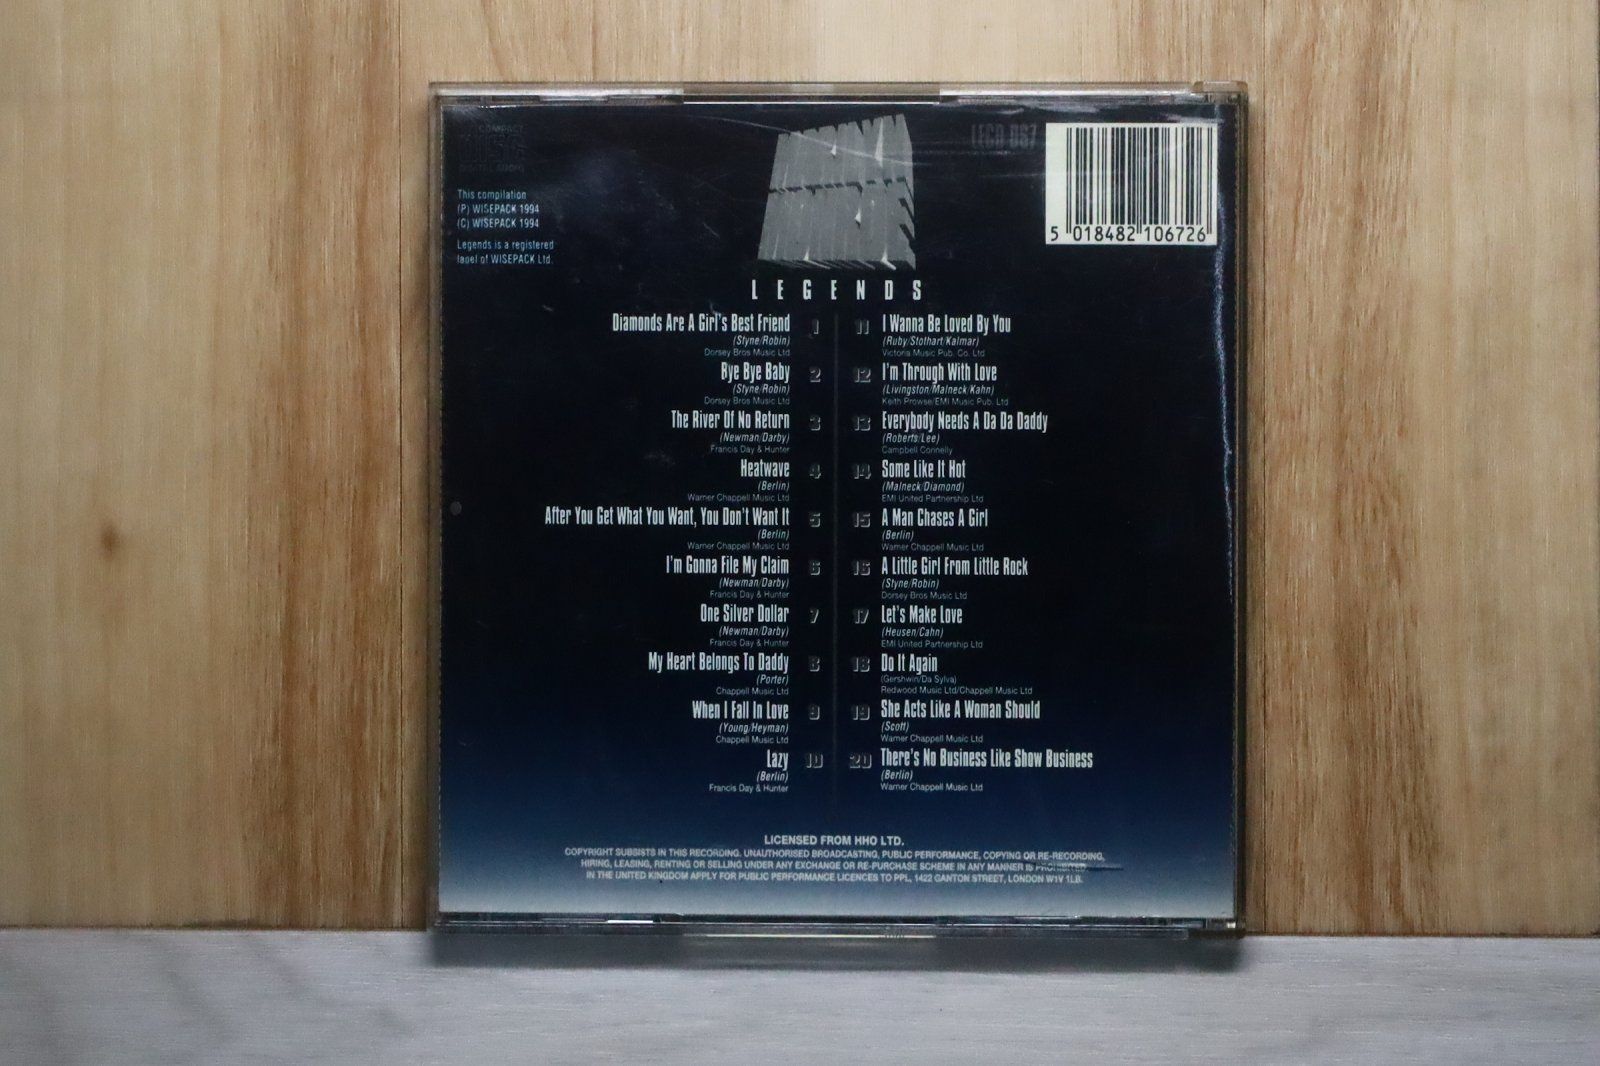 COMPACT
DIGITAL AUDIO
This compilation
(P) WISEPACK 1994
(C) WISEPACK 1994
Legends is a registered
label of WISEPACK Ltd.
LECD 067
5 018482 106726
LEGENDS
Diamonds Are A Girl's Best Friend 1
(Styne/Robin)
Dorsey Bros Music Ltd
Bye Bye Baby 2
(Styne/Robin)
Dorsey Bros Music Ltd
The River Of No Return 3
(Newman/Darby)
Francis Day & Hunter
Heatwave 4
(Berlin)
Warner Chappell Music Ltd
After You Get What You Want, You Don't Want It 5
(Berlin)
Warner Chappell Music Ltd
I'm Gonna File My Claim 6
(Newman/Darby)
Francis Day & Hunter
One Silver Dollar 7
(Newman/Darby)
Francis Day & Hunter
My Heart Belongs To Daddy 8
(Porter)
Chappell Music Ltd
When I Fall In Love 9
(Young/Heyman)
Chappell Music Ltd
Lazy 10
(Berlin)
Francis Day & Hunter
11 I Wanna Be Loved By You
(Ruby/Stothart/Kalmar)
Victoria Music Pub. Co. Ltd
12 I'm Through With Love
(Livingston/Malneck/Kahn)
Keith Prowse/EMI Music Pub. Ltd
13 Everybody Needs A Da Da Daddy
(Roberts/Lee)
Campbell Connelly
14 Some Like It Hot
(Malneck/Diamond)
EMI United Partnership Ltd
15 A Man Chases A Girl
(Berlin)
Warner Chappell Music Ltd
16 A Little Girl From Little Rock
(Styne/Robin)
Dorsey Bros Music Ltd
17 Let's Make Love
(Heusen/Cahn)
EMI United Partnership Ltd
18 Do It Again
(Gershwin/Da Sylva)
Redwood Music Ltd/Chappell Music Ltd
19 She Acts Like A Woman Should
(Scott)
Warner Chappell Music Ltd
20 There's No Business Like Show Business
(Berlin)
Warner Chappell Music Ltd
LICENSED FROM HHO LTD.
COPYRIGHT SUBSISTS IN THIS RECORDING. UNAUTHORISED BROADCASTING, PUBLIC PERFORMANCE, COPYING OR RE-RECORDING,
HIRING, LEASING, RENTING OR SELLING UNDER ANY EXCHANGE OR RE-PURCHASE SCHEME IN ANY MANNER IS PROHIBITED.
IN THE UNITED KINGDOM APPLY FOR PUBLIC PERFORMANCE LICENCES TO PPL, 1422 GANTON STREET, LONDON W1V 1LB.